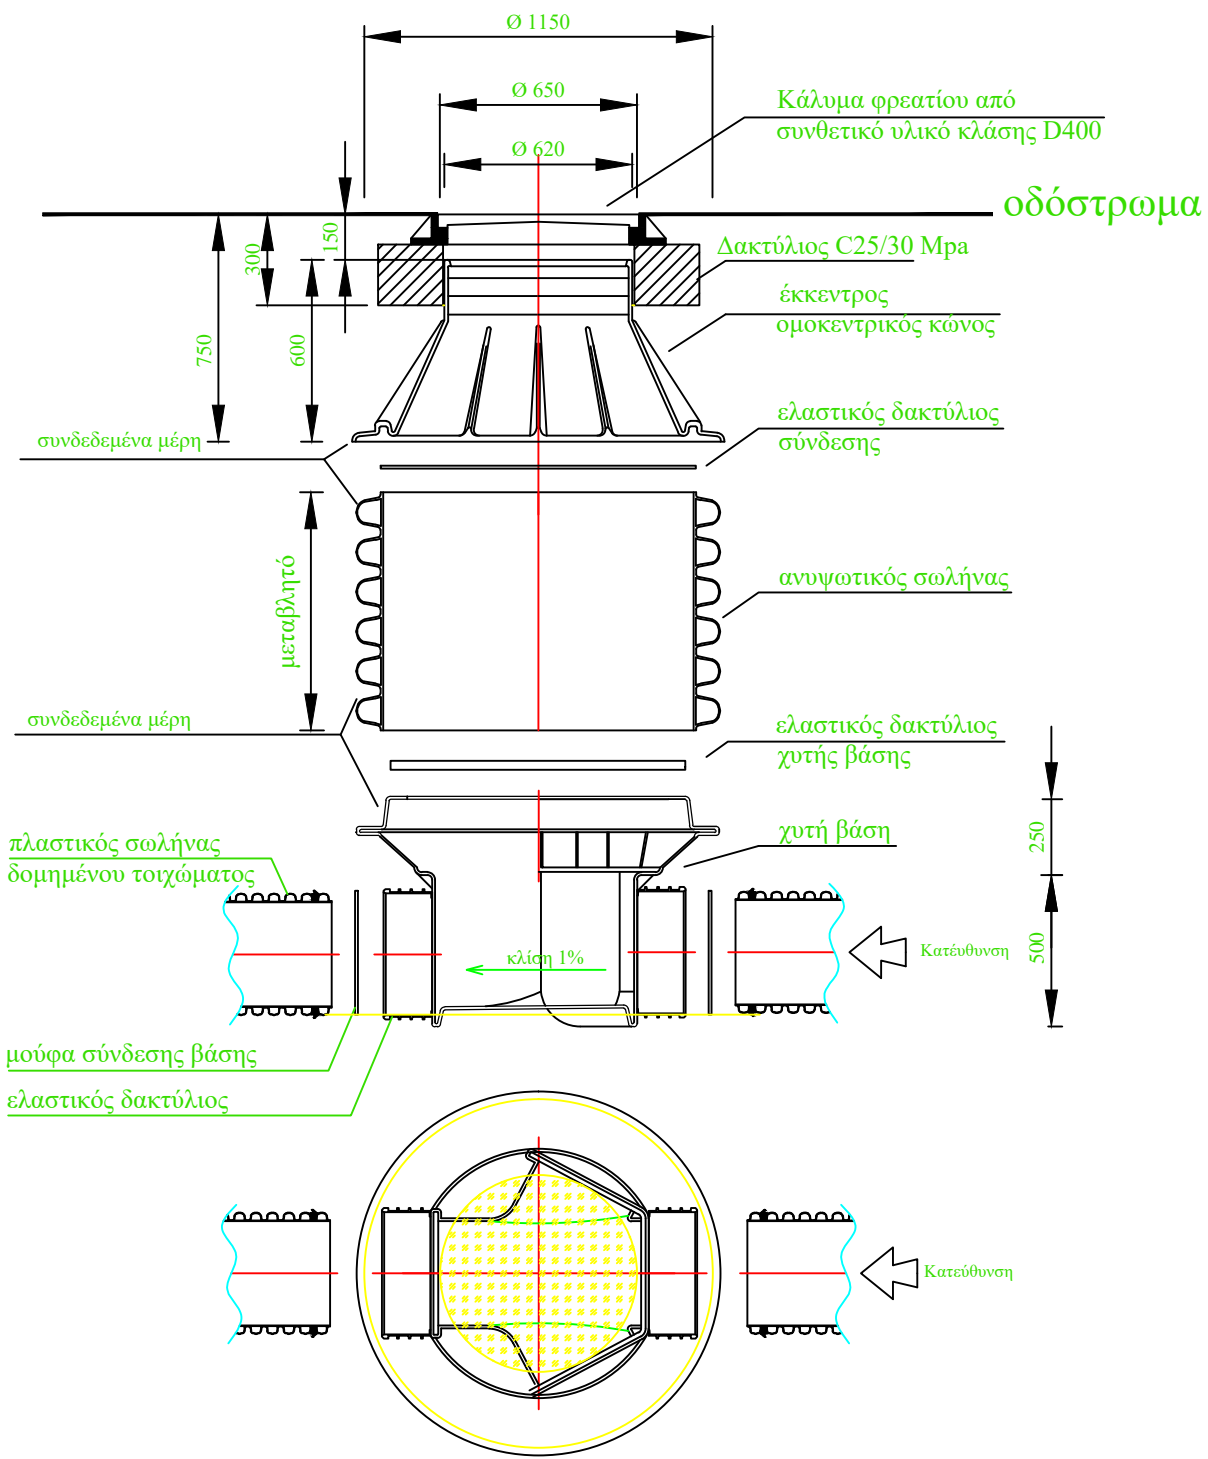 Ø 1150
Ø 650
Κάλυμα φρεατίου από
συνθετικό υλικό κλάσης D400
Ø 620
οδόστρωμα
150
300
Δακτύλιος C25/30 Mpa
έκκεντρος
ομοκεντρικός κώνος
750
600
ελαστικός δακτύλιος
σύνδεσης
συνδεδεμένα μέρη
μεταβλητό
ανυψωτικός σωλήνας
συνδεδεμένα μέρη
ελαστικός δακτύλιος
χυτής βάσης
χυτή βάση
250
πλαστικός σωλήνας
δομημένου τοιχώματος
κλίση 1%
Κατέυθυνση
500
μούφα σύνδεσης βάσης
ελαστικός δακτύλιος
Κατεύθυνση